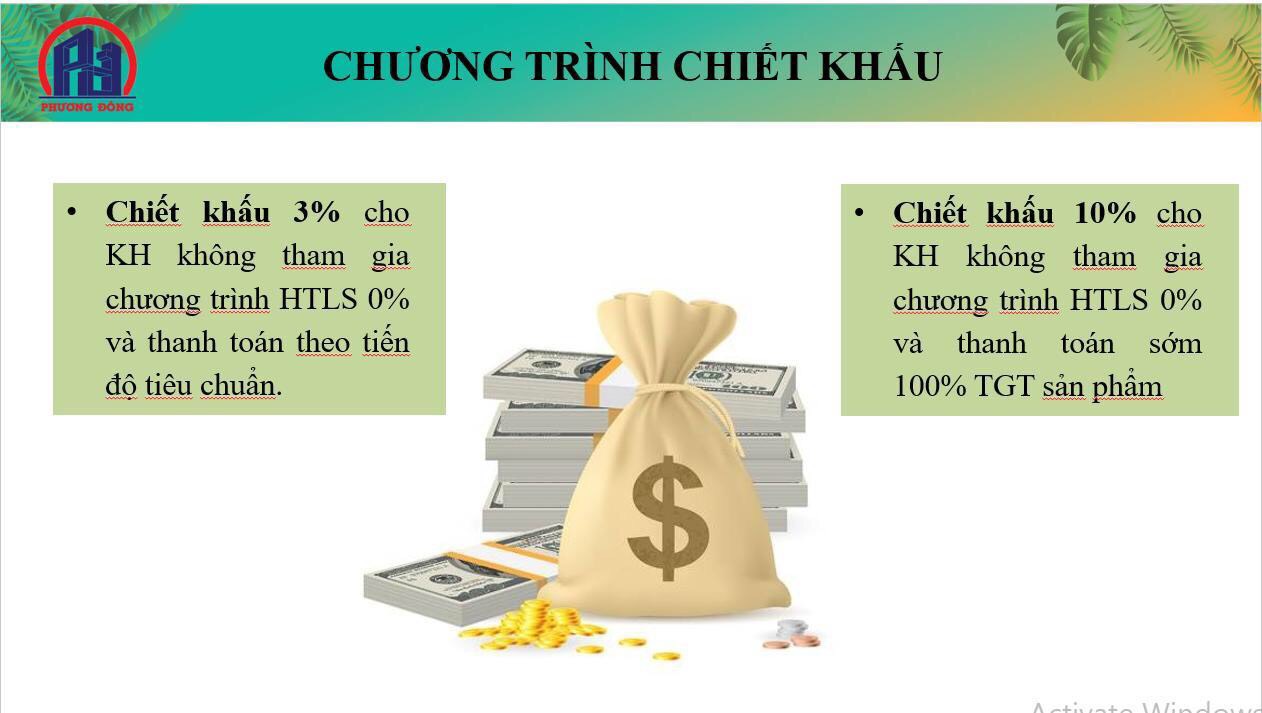 PHƯƠNG ĐÔNG
CHƯƠNG TRÌNH CHIẾT KHẤU
• Chiết khấu 3% cho
KH không tham gia
chương trình HTLS 0%
và thanh toán theo tiến
độ tiêu chuẩn.
• Chiết khấu 10% cho
KH không tham gia
chương trình HTLS 0%
và thanh toán sớm
100% TGT sản phẩm
$
Activate Windows